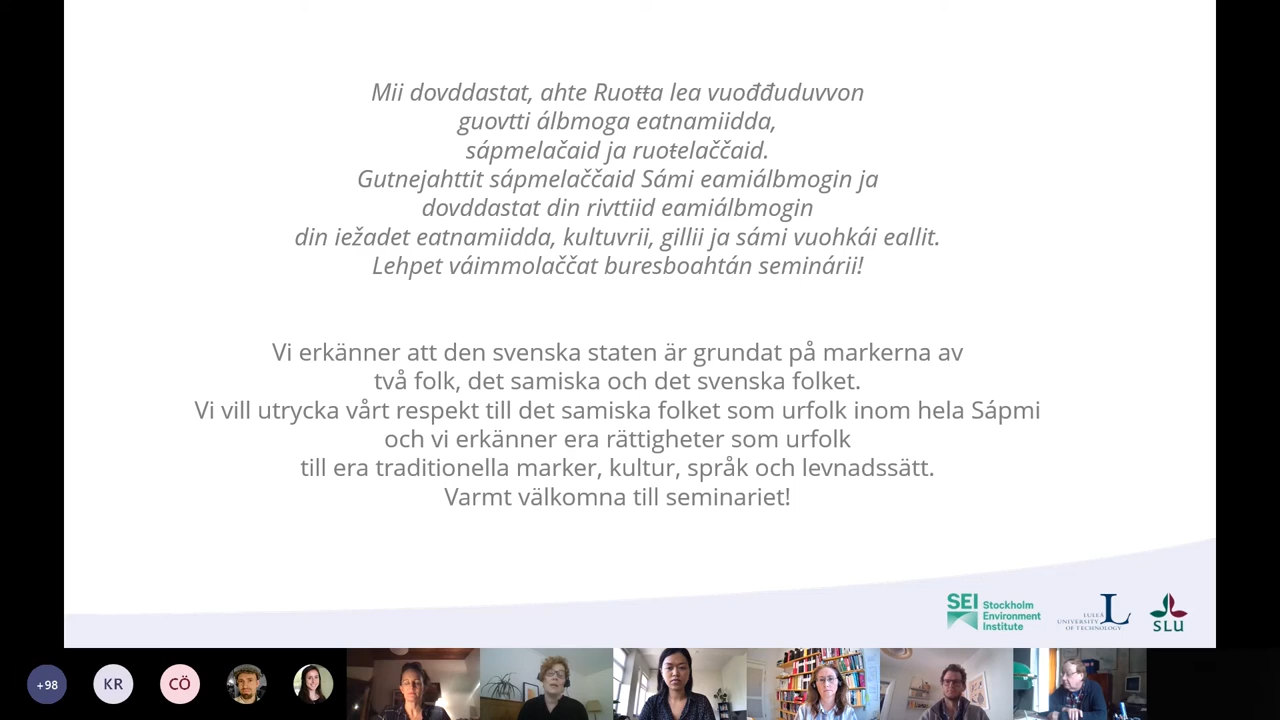 Mii dovddastat, ahte Ruoŧŧa lea vuođđuduvvon
guovtti álbmoga eatnamiidda,
sápmelačaid ja ruoŧelaččaid.
Gutnejahttit sápmelaččaid Sámi eamiálbmogin ja
dovddastat din rivttiid eamiálbmogin
din iežadet eatnamiidda, kultuvrii, gillii ja sámi vuohkái eallit.
Lehpet váimmolaččat buresboahtán seminárii!
Vi erkänner att den svenska staten är grundat på markerna av
två folk, det samiska och det svenska folket.
Vi vill utrycka vårt respekt till det samiska folket som urfolk inom hela Sápmi
och vi erkänner era rättigheter som urfolk
till era traditionella marker, kultur, språk och levnadssätt.
Varmt välkomna till seminariet!
SEI Stockholm
Environment
Institute
L
LULEÅ
UNIVERSITY
OF TECHNOLOGY
SLU
+98
KR
CÖ